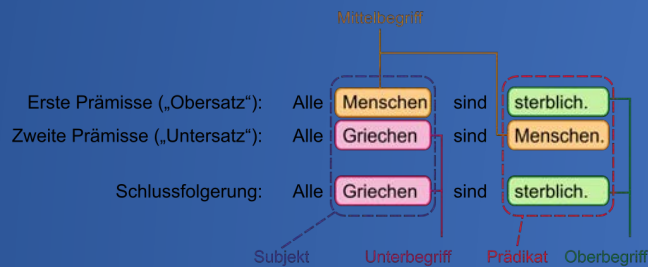 Mittelbegriff
Erste Prämisse („Obersatz“): Alle Menschen sind sterblich.
Zweite Prämisse („Untersatz“): Alle Griechen sind Menschen.
Schlussfolgerung: Alle Griechen sind sterblich.
Subjekt Unterbegriff Prädikat Oberbegriff